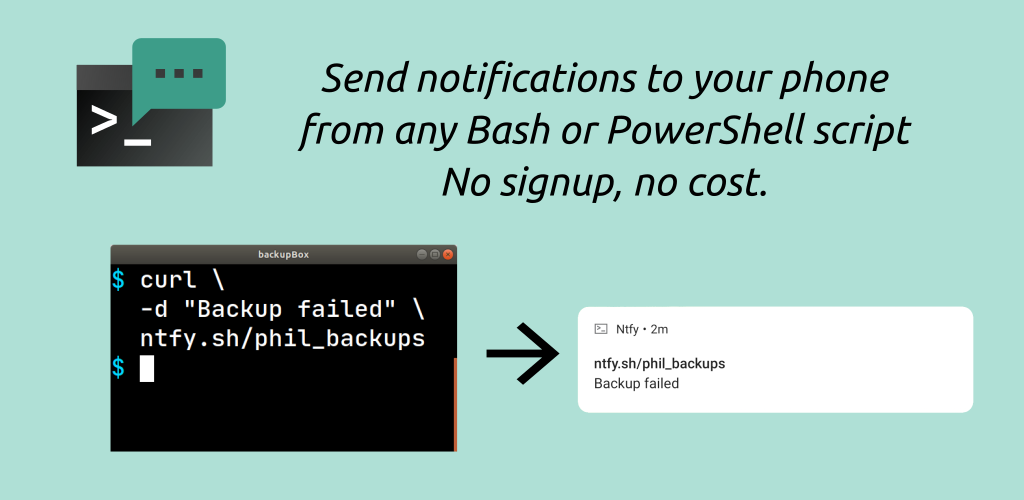 >_
Send notifications to your phone
from any Bash or PowerShell script
No signup, no cost.
backupBox
$ curl \
-d "Backup failed" \
ntfy.sh/phil_backups
$
Ntfy • 2m
ntfy.sh/phil_backups
Backup failed